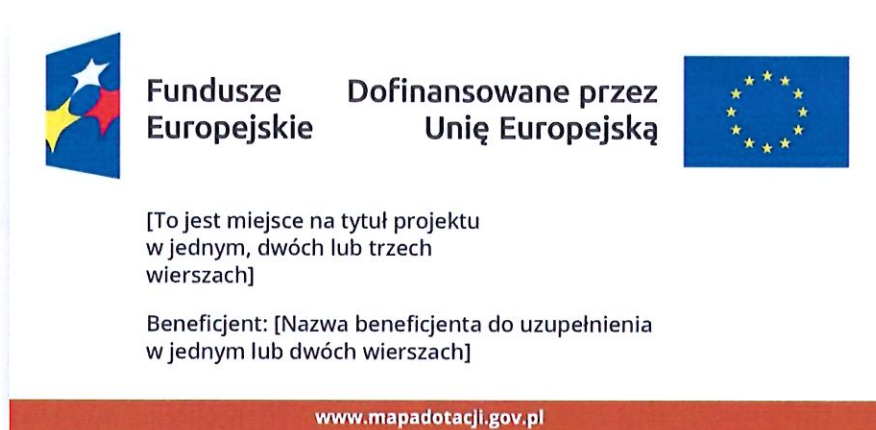 Fundusze
Europejskie
Dofinansowane przez
Unię Europejską
[To jest miejsce na tytuł projektu
w jednym, dwóch lub trzech
wierszach]
Beneficjent: [Nazwa beneficjenta do uzupełnienia
w jednym lub dwóch wierszach]
www.mapadotacji.gov.pl